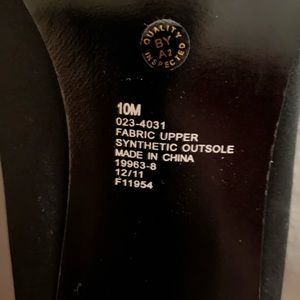 QUALITY
BY
A2
INSPECTED
10M
023-4031
FABRIC UPPER
SYNTHETIC OUTSOLE
MADE IN CHINA
19963-8
12/11
F11954